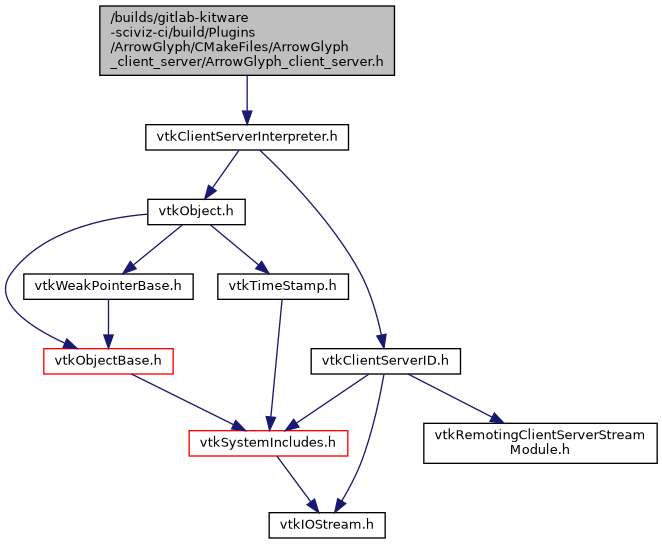 /builds/gitlab-kitware
-sciviz-ci/build/Plugins
/ArrowGlyph/CMakeFiles/ArrowGlyph
_client_server/ArrowGlyph_client_server.h
vtkClientServerInterpreter.h
vtkObject.h
vtkWeakPointerBase.h
vtkTimeStamp.h
vtkObjectBase.h
vtkClientServerID.h
vtkSystemIncludes.h
vtkRemotingClientServerStream
Module.h
vtkIOStream.h